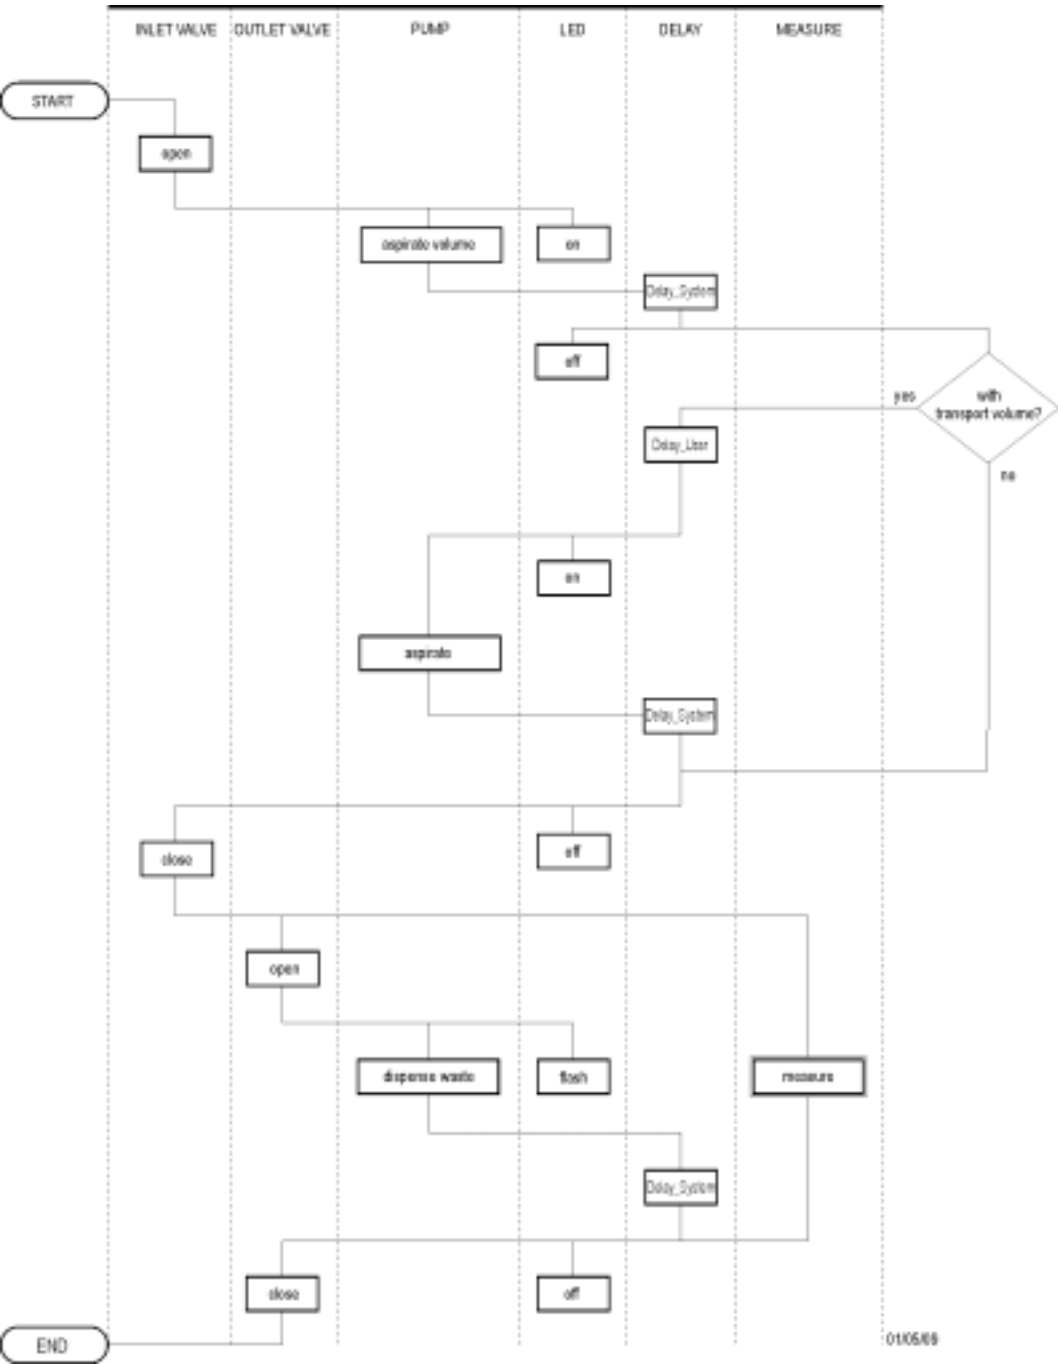 INLET VALVE OUTLET VALVE PUMP LED DELAY MEASURE
START
open
aspirate volume on
Delay_System
off
with
yes
transport volume?
Delay_User
no
on
aspirate
Delay_System
off
close
open
dispense waste flash measure
Delay_System
close off
END
01/05/09